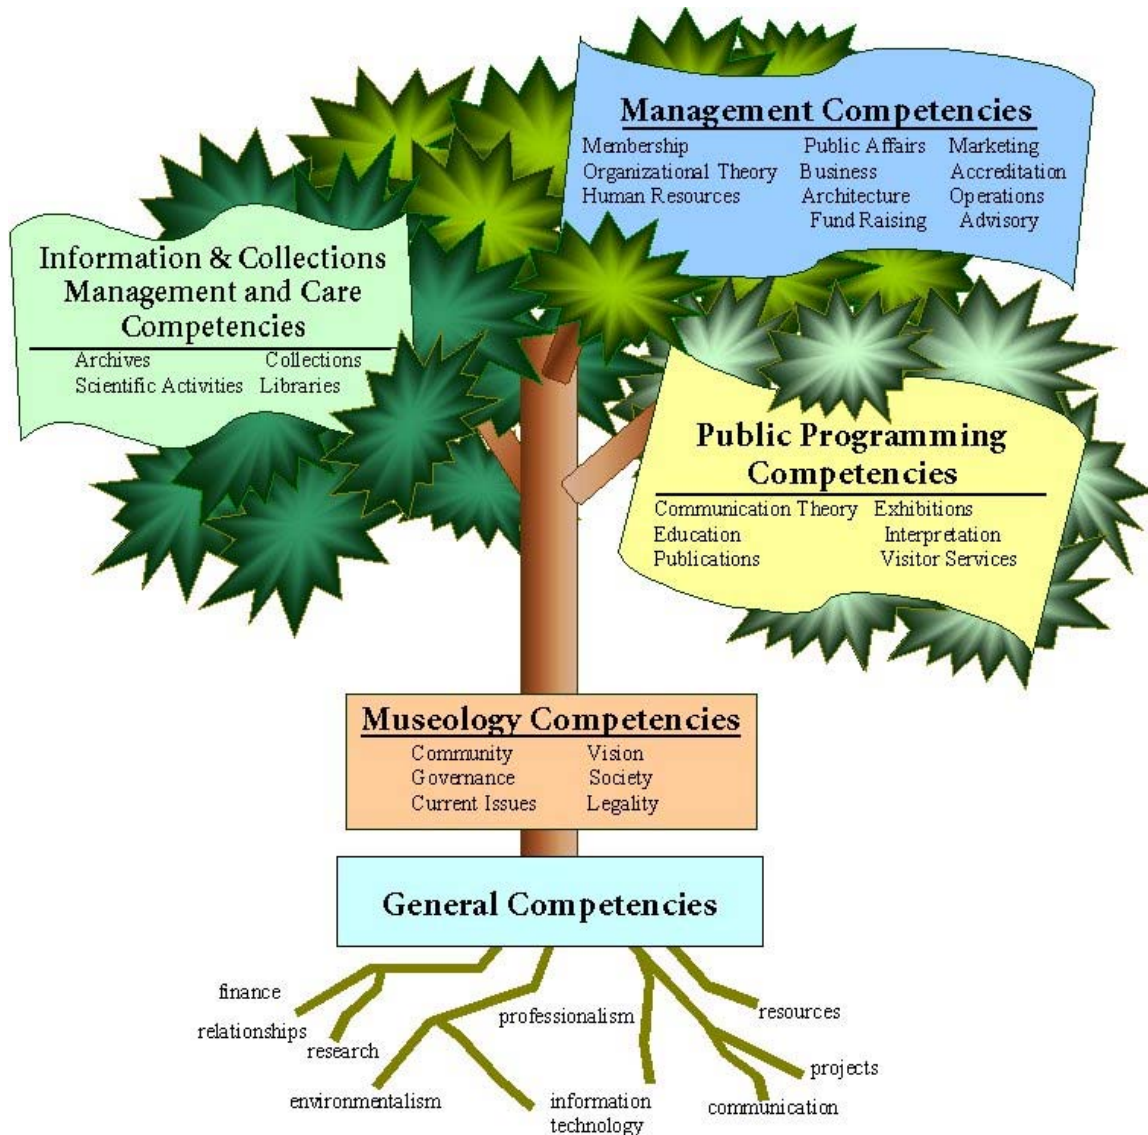 Management Competencies
Membership Public Affairs Marketing
Organizational Theory Business Accreditation
Human Resources Architecture Operations
Fund Raising Advisory
Information & Collections
Management and Care
Competencies
Archives Collections
Scientific Activities Libraries
Public Programming
Competencies
Communication Theory Exhibitions
Education Interpretation
Publications Visitor Services
Museology Competencies
Community Vision
Governance Society
Current Issues Legality
General Competencies
finance
relationships
research
environmentalism
professionalism
information
technology
resources
projects
communication